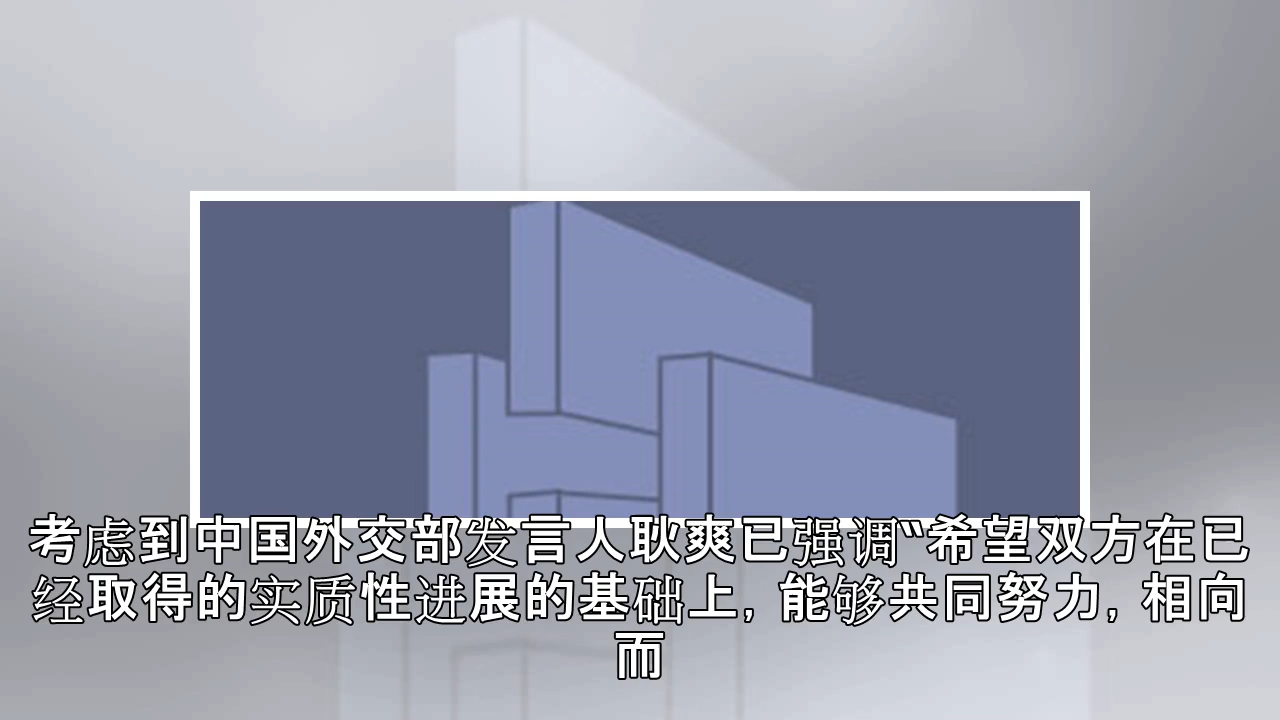 考虑到中国外交部发言人耿爽已强调“希望双方在已
经取得的实质性进展的基础上, 能够共同努力, 相向
而